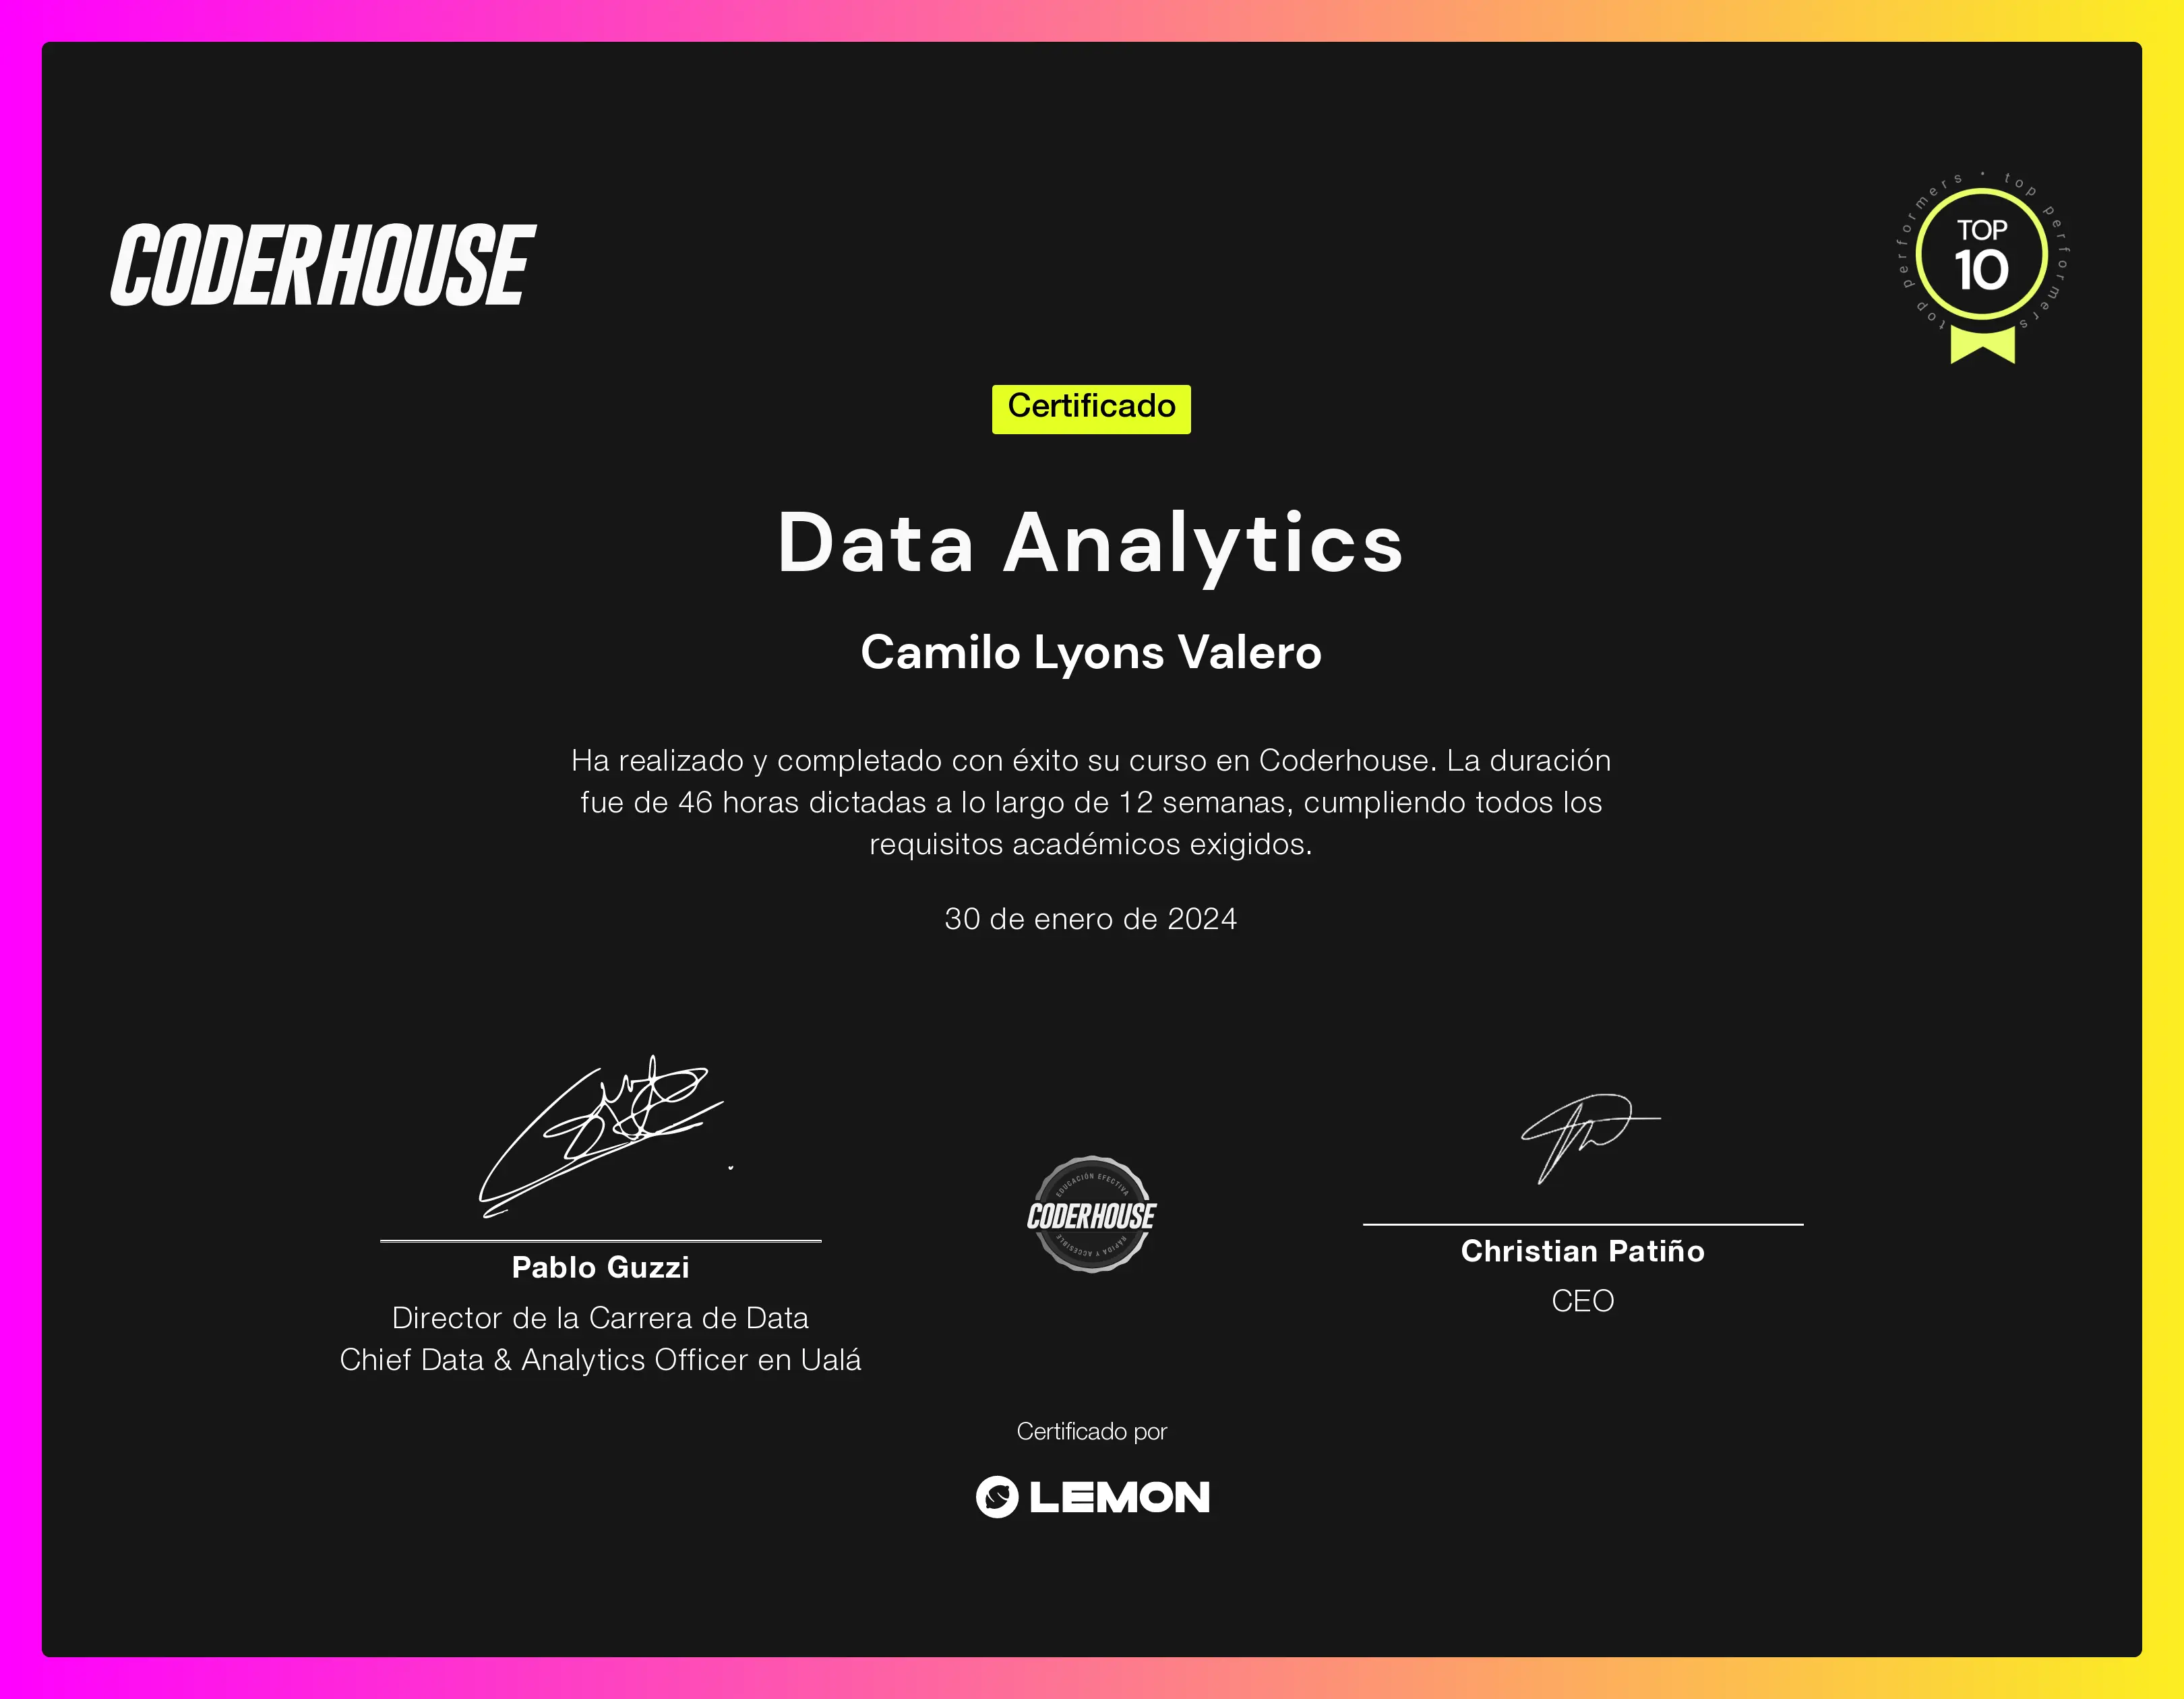 CODERHOUSE
top performers • top performers
TOP
10
Certificado
Data Analytics
Camilo Lyons Valero
Ha realizado y completado con éxito su curso en Coderhouse. La duración
fue de 46 horas dictadas a lo largo de 12 semanas, cumpliendo todos los
requisitos académicos exigidos.
30 de enero de 2024
Pablo Guzzi
Director de la Carrera de Data
Chief Data & Analytics Officer en Ualá
EDUCACIÓN EFECTIVA
CODERHOUSE
RÁPIDA Y ACCESIBLE
Christian Patiño
CEO
Certificado por
LEMON